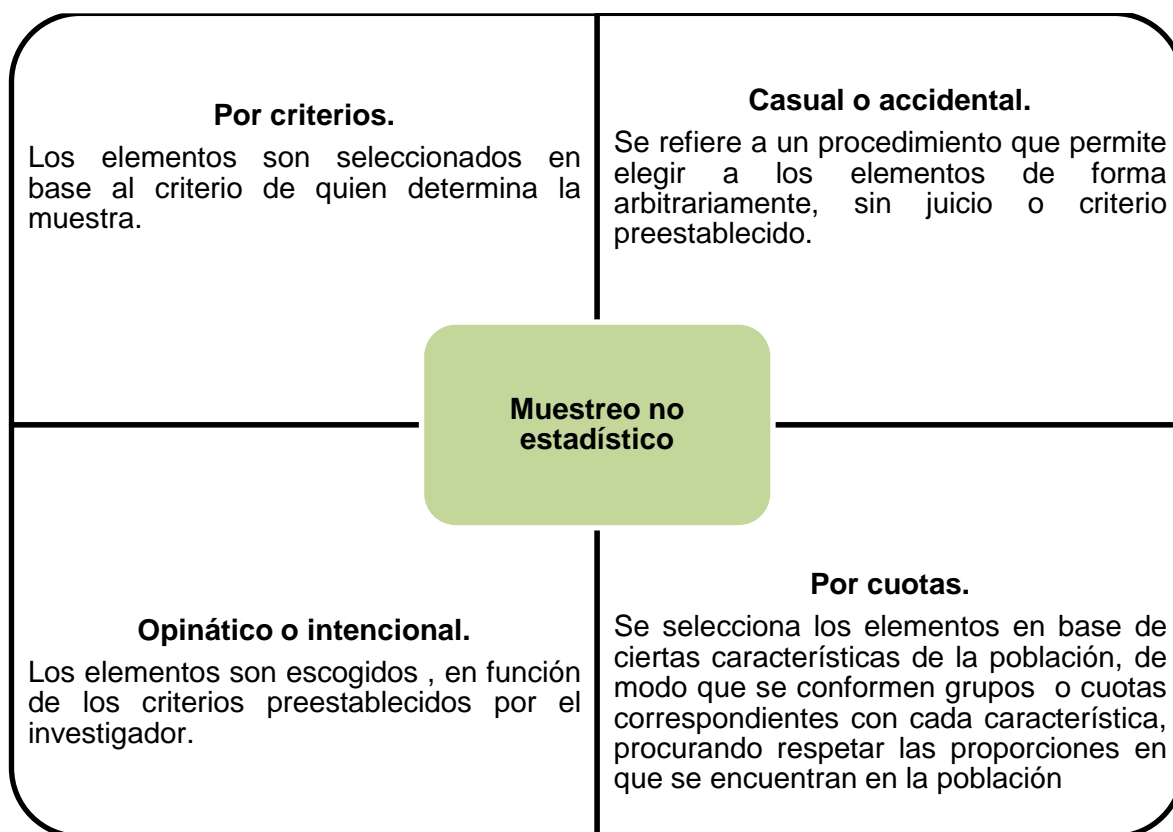 Por criterios.
Los elementos son seleccionados en
base al criterio de quien determina la
muestra.
Casual o accidental.
Se refiere a un procedimiento que permite
elegir a los elementos de forma
arbitrariamente, sin juicio o criterio
preestablecido.
Muestreo no
estadístico
Opinático o intencional.
Los elementos son escogidos , en función
de los criterios preestablecidos por el
investigador.
Por cuotas.
Se selecciona los elementos en base de
ciertas características de la población, de
modo que se conformen grupos o cuotas
correspondientes con cada característica,
procurando respetar las proporciones en
que se encuentran en la población